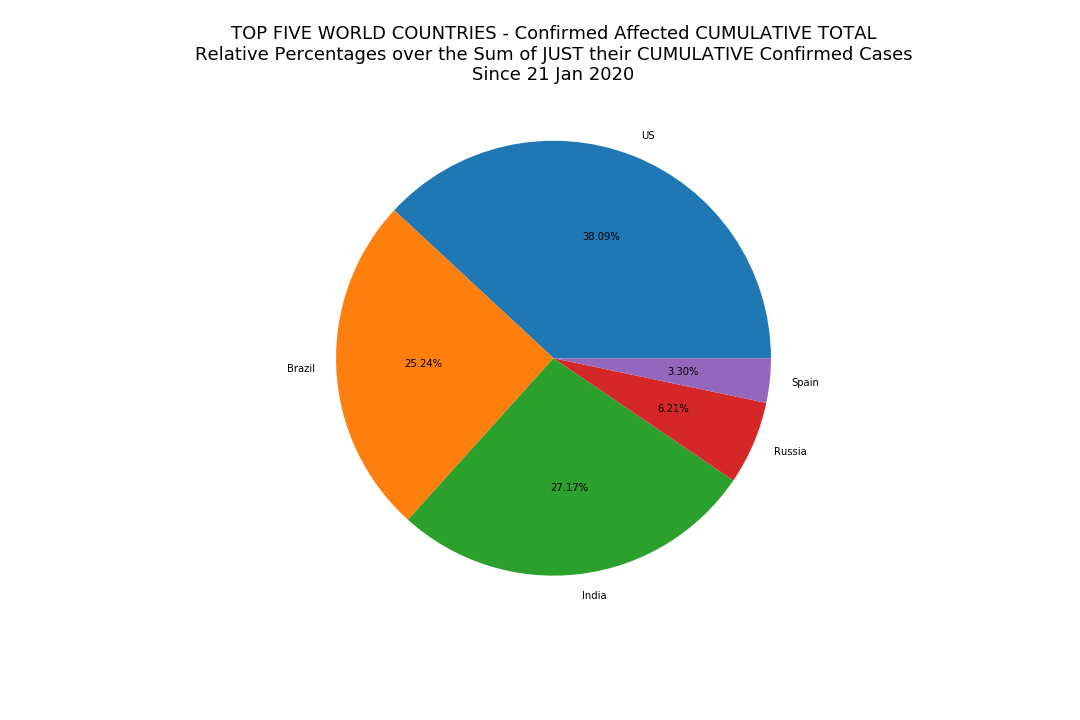 TOP FIVE WORLD COUNTRIES - Confirmed Affected CUMULATIVE TOTAL
Relative Percentages over the Sum of JUST their CUMULATIVE Confirmed Cases
Since 21 Jan 2020
US
38.09%
Brazil
25.24%
3.30%
Spain
6.21%
Russia
27.17%
India